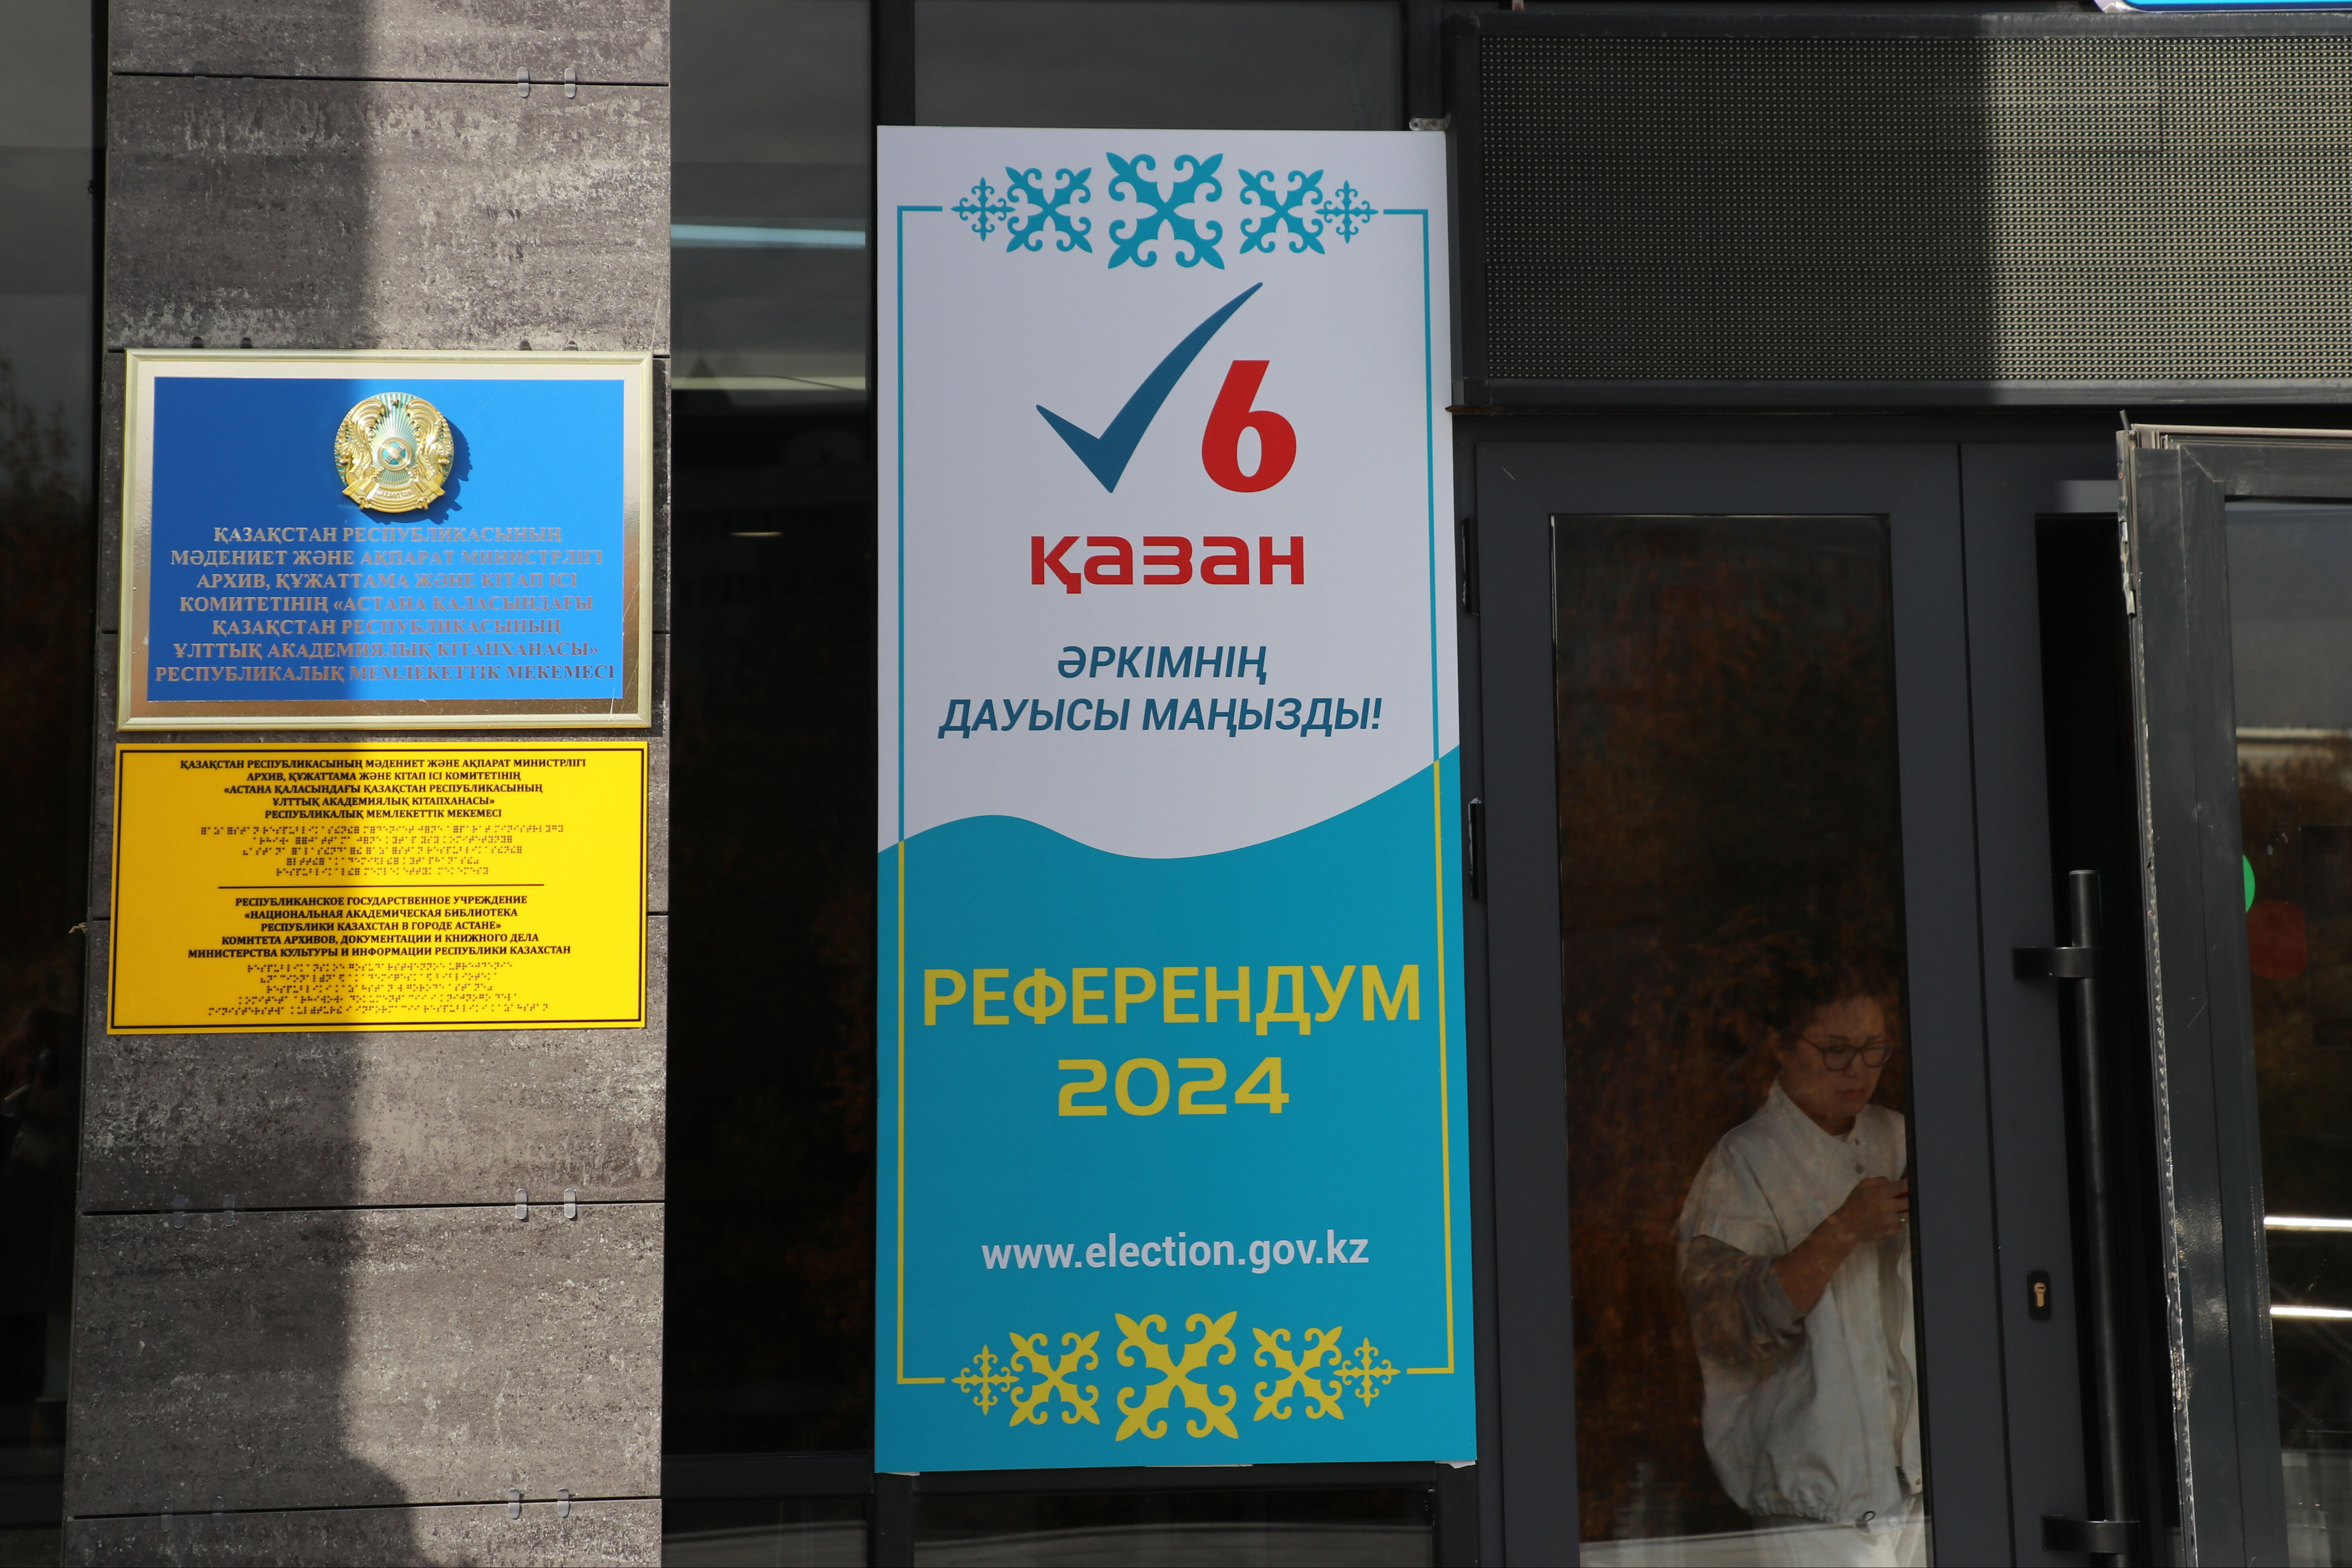 ҚАЗАҚСТАН РЕСПУБЛИКАСЫНЫҢ
МӘДЕНИЕТ ЖӘНЕ АҚПАРАТ МИНИСТРЛІГІ
АРХИВ, ҚҰЖАТТАМА ЖӘНЕ КІТАП ІСІ
КОМИТЕТІНІҢ «АСТАНА ҚАЛАСЫНДАҒЫ
ҚАЗАҚСТАН РЕСПУБЛИКАСЫНЫҢ
ҰЛТТЫҚ АКАДЕМИЯЛЫҚ КІТАПХАНАСЫ»
РЕСПУБЛИКАЛЫҚ МЕМЛЕКЕТТІК МЕКЕМЕСІ
ҚАЗАҚСТАН РЕСПУБЛИКАСЫНЫҢ МӘДЕНИЕТ ЖӘНЕ АҚПАРАТ МИНИСТРЛІГІ
АРХИВ, ҚҰЖАТТАМА ЖӘНЕ КІТАП ІСІ КОМИТЕТІНІҢ
«АСТАНА ҚАЛАСЫНДАҒЫ ҚАЗАҚСТАН РЕСПУБЛИКАСЫНЫҢ
ҰЛТТЫҚ АКАДЕМИЯЛЫҚ КІТАПХАНАСЫ»
РЕСПУБЛИКАЛЫҚ МЕМЛЕКЕТТІК МЕКЕМЕСІ
РЕСПУБЛИКАНСКОЕ ГОСУДАРСТВЕННОЕ УЧРЕЖДЕНИЕ
«НАЦИОНАЛЬНАЯ АКАДЕМИЧЕСКАЯ БИБЛИОТЕКА
РЕСПУБЛИКИ КАЗАХСТАН В ГОРОДЕ АСТАНЕ»
КОМИТЕТА АРХИВОВ, ДОКУМЕНТАЦИИ И КНИЖНОГО ДЕЛА
МИНИСТЕРСТВА КУЛЬТУРЫ И ИНФОРМАЦИИ РЕСПУБЛИКИ КАЗАХСТАН
6
қазан
ӘРКІМНІҢ
ДАУЫСЫ МАҢЫЗДЫ!
РЕФЕРЕНДУМ
2024
www.election.gov.kz